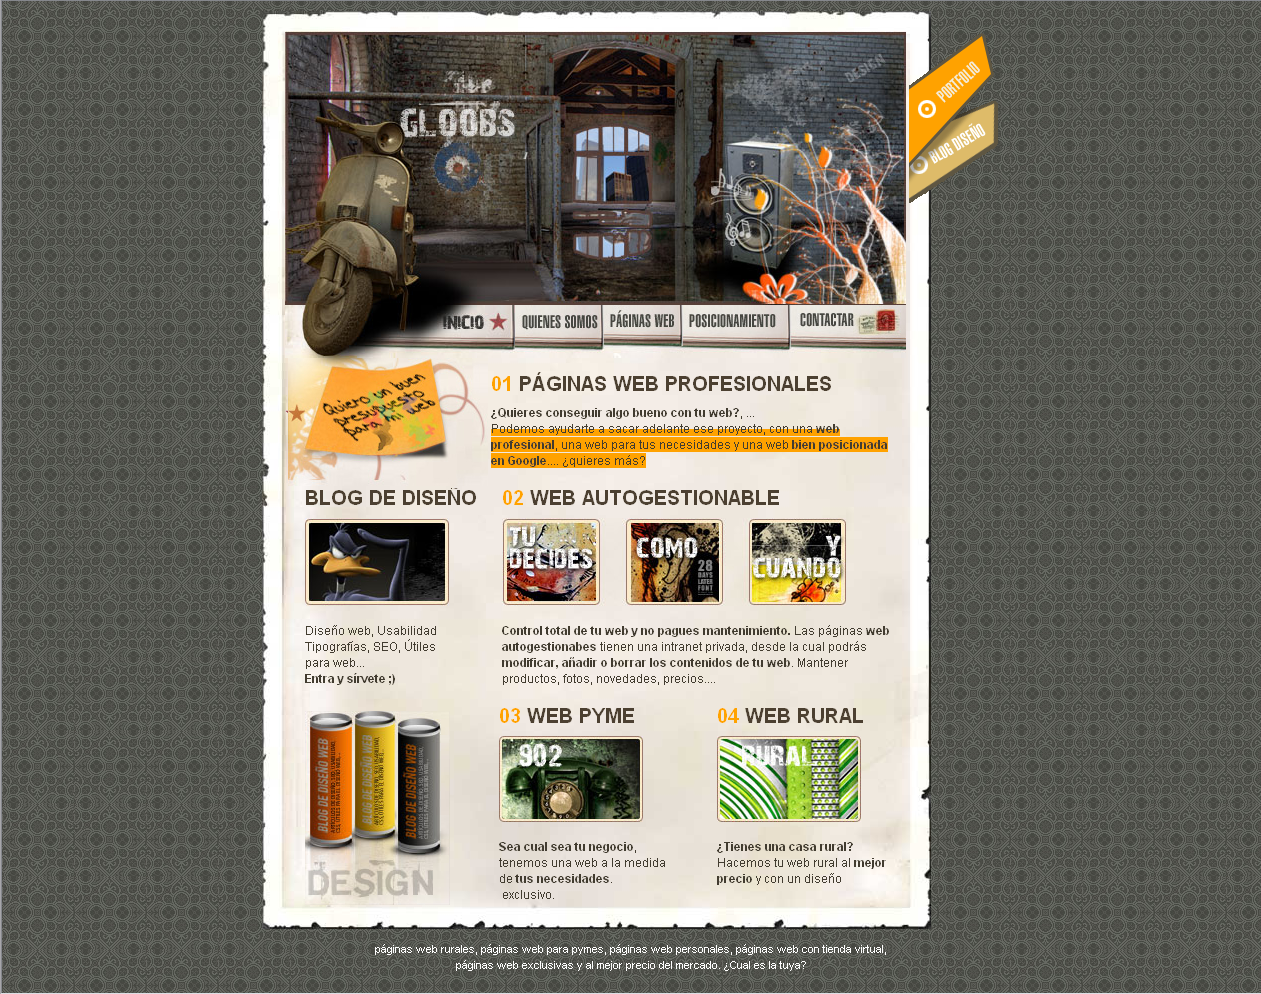 DESIGN
THE
GLOOBS
PORTFOLIO
BLOG DISEÑO
INICIO
QUIENES SOMOS
PÁGINAS WEB
POSICIONAMIENTO
CONTACTAR
Quiero un buen
presupuesto
para mi web
01 PÁGINAS WEB PROFESIONALES
¿Quieres conseguir algo bueno con tu web?, ...
Podemos ayudarte a sacar adelante ese proyecto, con una web
profesional, una web para tus necesidades y una web bien posicionada
en Google.... ¿quieres más?
BLOG DE DISEÑO
Diseño web, Usabilidad
Tipografías, SEO, Útiles
para web...
Entra y sírvete ;)
02 WEB AUTOGESTIONABLE
TU
DECIDES
COMO
28
DAYS
LATER
FONT
Y
CUANDO
Control total de tu web y no pagues mantenimiento. Las páginas web
autogestionabes tienen una intranet privada, desde la cual podrás
modificar, añadir o borrar los contenidos de tu web. Mantener
productos, fotos, novedades, precios....
BLOG DE DISEÑO WEB
BLOG DE DISEÑO WEB
BLOG DE DISEÑO WEB
DESIGN
03 WEB PYME
902
Sea cual sea tu negocio,
tenemos una web a la medida
de tus necesidades.
exclusivo.
04 WEB RURAL
RURAL
¿Tienes una casa rural?
Hacemos tu web rural al mejor
precio y con un diseño
páginas web rurales, páginas web para pymes, páginas web personales, páginas web con tienda virtual,
páginas web exclusivas y al mejor precio del mercado. ¿Cual es la tuya?